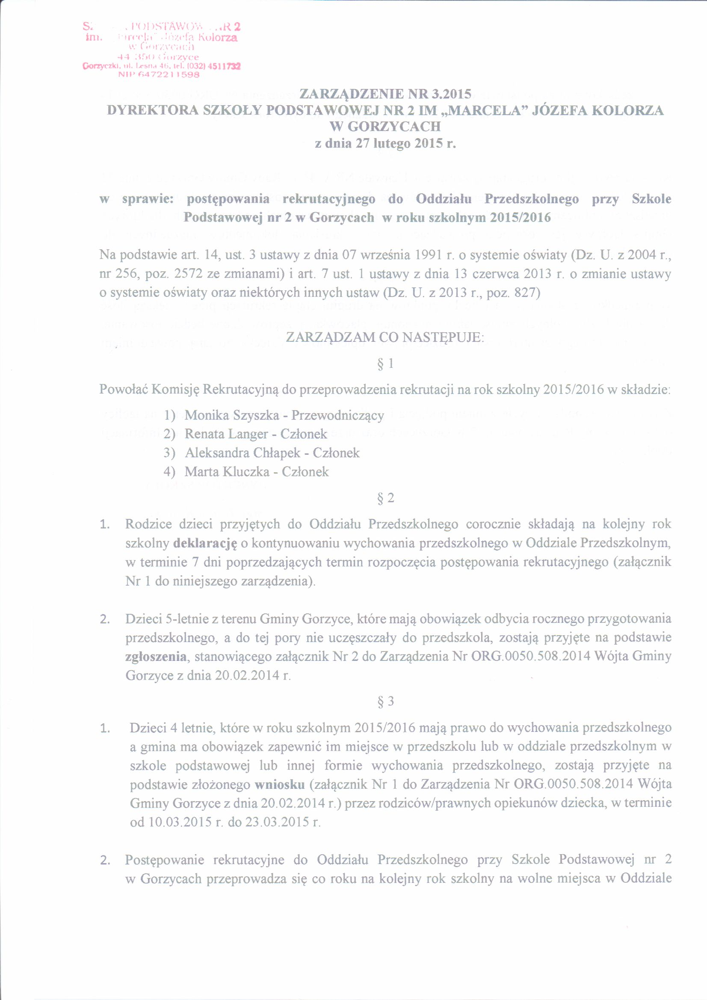 PODSTAWOW R 2
im. Józefa Kolorza
w Gorzycach
44 350 Gorzyce
Gorzyczki, ul. Leśna 46, tel. (032) 4511732
NIP 6472211598
ZARZĄDZENIE NR 3.2015
DYREKTORA SZKOŁY PODSTAWOWEJ NR 2 IM „MARCELA” JÓZEFA KOLORZA
W GORZYCACH
z dnia 27 lutego 2015 r.
w sprawie: postępowania rekrutacyjnego do Oddziału Przedszkolnego przy Szkole
Podstawowej nr 2 w Gorzycach w roku szkolnym 2015/2016
Na podstawie art. 14, ust. 3 ustawy z dnia 07 września 1991 r. o systemie oświaty (Dz. U. z 2004 r.,
nr 256, poz. 2572 ze zmianami) i art. 7 ust. 1 ustawy z dnia 13 czerwca 2013 r. o zmianie ustawy
o systemie oświaty oraz niektórych innych ustaw (Dz. U. z 2013 r., poz. 827)
ZARZĄDZAM CO NASTĘPUJE:
§ 1
Powołać Komisję Rekrutacyjną do przeprowadzenia rekrutacji na rok szkolny 2015/2016 w składzie:
1) Monika Szyszka - Przewodniczący
2) Renata Langer - Członek
3) Aleksandra Chłapek - Członek
4) Marta Kluczka - Członek
§ 2
1. Rodzice dzieci przyjętych do Oddziału Przedszkolnego corocznie składają na kolejny rok
szkolny deklarację o kontynuowaniu wychowania przedszkolnego w Oddziale Przedszkolnym,
w terminie 7 dni poprzedzających termin rozpoczęcia postępowania rekrutacyjnego (załącznik
Nr 1 do niniejszego zarządzenia).
2. Dzieci 5-letnie z terenu Gminy Gorzyce, które mają obowiązek odbycia rocznego przygotowania
przedszkolnego, a do tej pory nie uczęszczały do przedszkola, zostają przyjęte na podstawie
zgłoszenia, stanowiącego załącznik Nr 2 do Zarządzenia Nr ORG.0050.508.2014 Wójta Gminy
Gorzyce z dnia 20.02.2014 r.
§ 3
1. Dzieci 4 letnie, które w roku szkolnym 2015/2016 mają prawo do wychowania przedszkolnego
a gmina ma obowiązek zapewnić im miejsce w przedszkolu lub w oddziale przedszkolnym w
szkole podstawowej lub innej formie wychowania przedszkolnego, zostają przyjęte na
podstawie złożonego wniosku (załącznik Nr 1 do Zarządzenia Nr ORG.0050.508.2014 Wójta
Gminy Gorzyce z dnia 20.02.2014 r.) przez rodziców/prawnych opiekunów dziecka, w terminie
od 10.03.2015 r. do 23.03.2015 r.
2. Postępowanie rekrutacyjne do Oddziału Przedszkolnego przy Szkole Podstawowej nr 2
w Gorzycach przeprowadza się co roku na kolejny rok szkolny na wolne miejsca w Oddziale